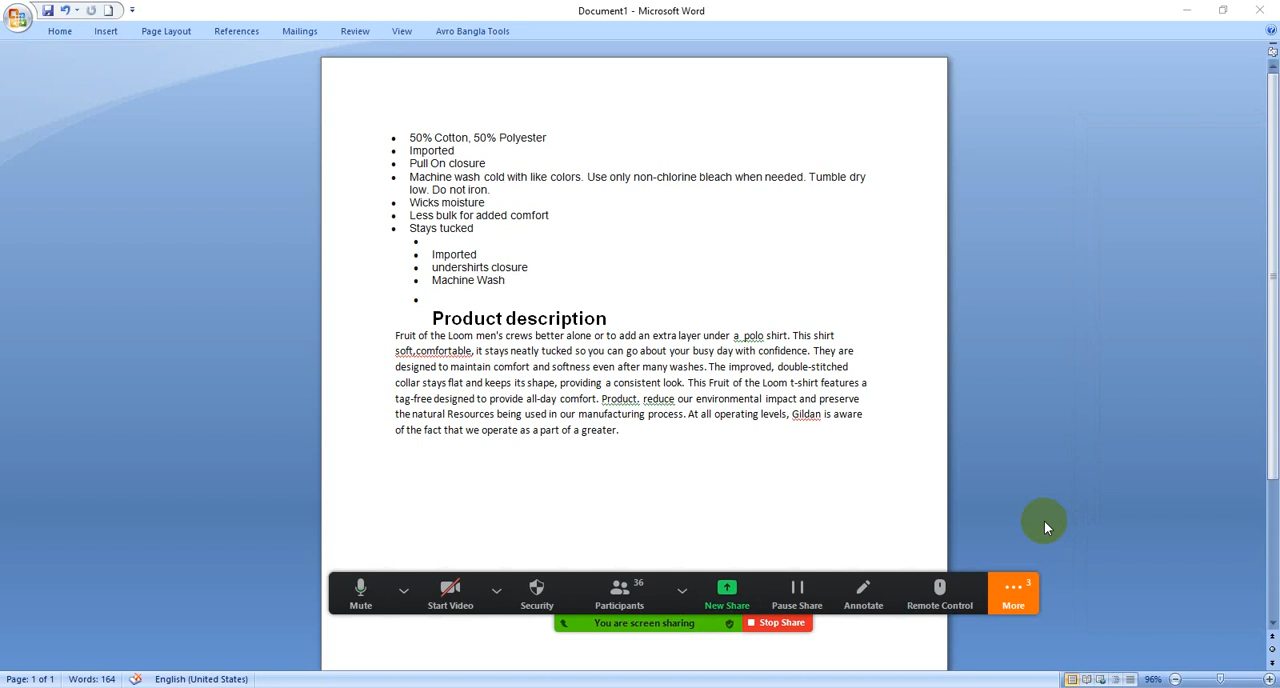 Document1 - Microsoft Word
Home Insert Page Layout References Mailings Review View Avro Bangla Tools
• 50% Cotton, 50% Polyester
• Imported
• Pull On closure
• Machine wash cold with like colors. Use only non-chlorine bleach when needed. Tumble dry
low. Do not iron.
• Wicks moisture
• Less bulk for added comfort
• Stays tucked
•
• Imported
• undershirts closure
• Machine Wash
•
Product description
Fruit of the Loom men's crews better alone or to add an extra layer under a polo shirt. This shirt
soft,comfortable, it stays neatly tucked so you can go about your busy day with confidence. They are
designed to maintain comfort and softness even after many washes. The improved, double-stitched
collar stays flat and keeps its shape, providing a consistent look. This Fruit of the Loom t-shirt features a
tag-free designed to provide all-day comfort. Product. reduce our environmental impact and preserve
the natural Resources being used in our manufacturing process. At all operating levels, Gildan is aware
of the fact that we operate as a part of a greater.
36
3
Mute Start Video Security Participants New Share Pause Share Annotate Remote Control More
You are screen sharing Stop Share
Page: 1 of 1 Words: 164 English (United States) 96%